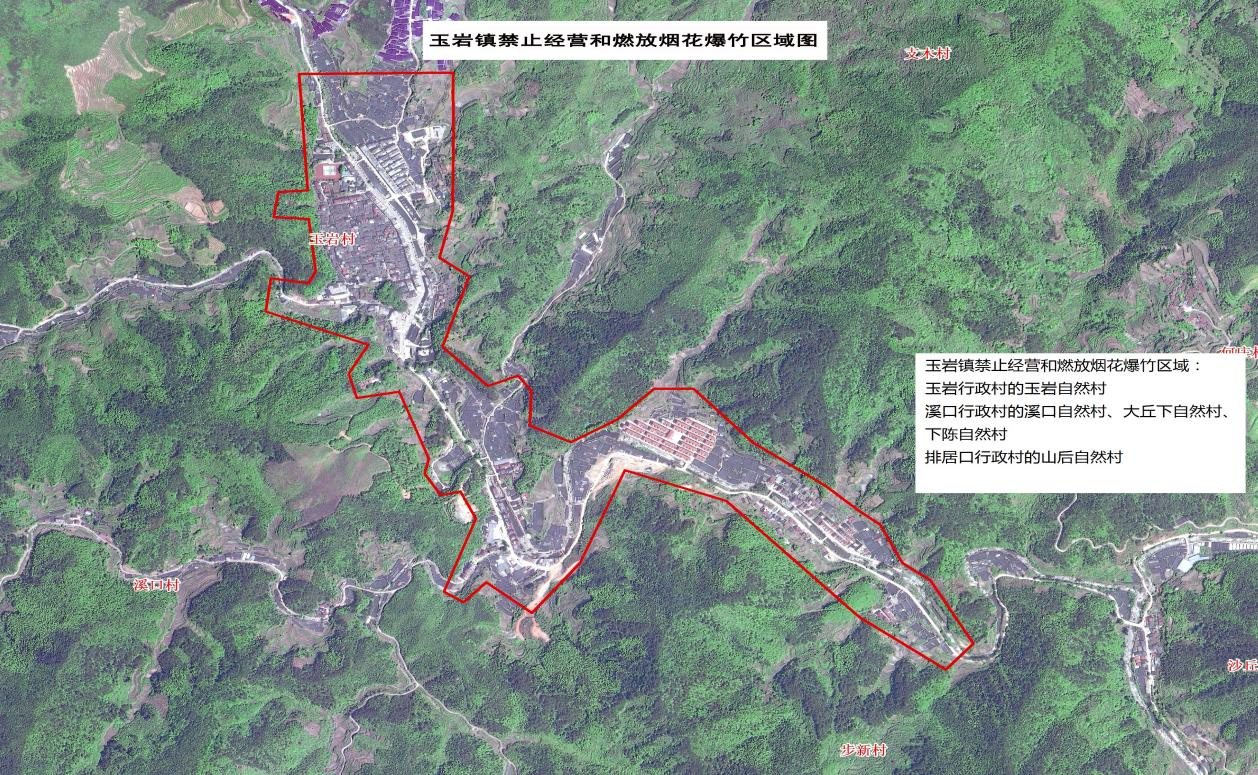 玉岩镇禁止经营和燃放烟花爆竹区域图
支木村
玉岩村
玉岩镇禁止经营和燃放烟花爆竹区域：
玉岩行政村的玉岩自然村
溪口行政村的溪口自然村、大丘下自然村、
下陈自然村
排居口行政村的山后自然村
溪口村
沙丘
步新村